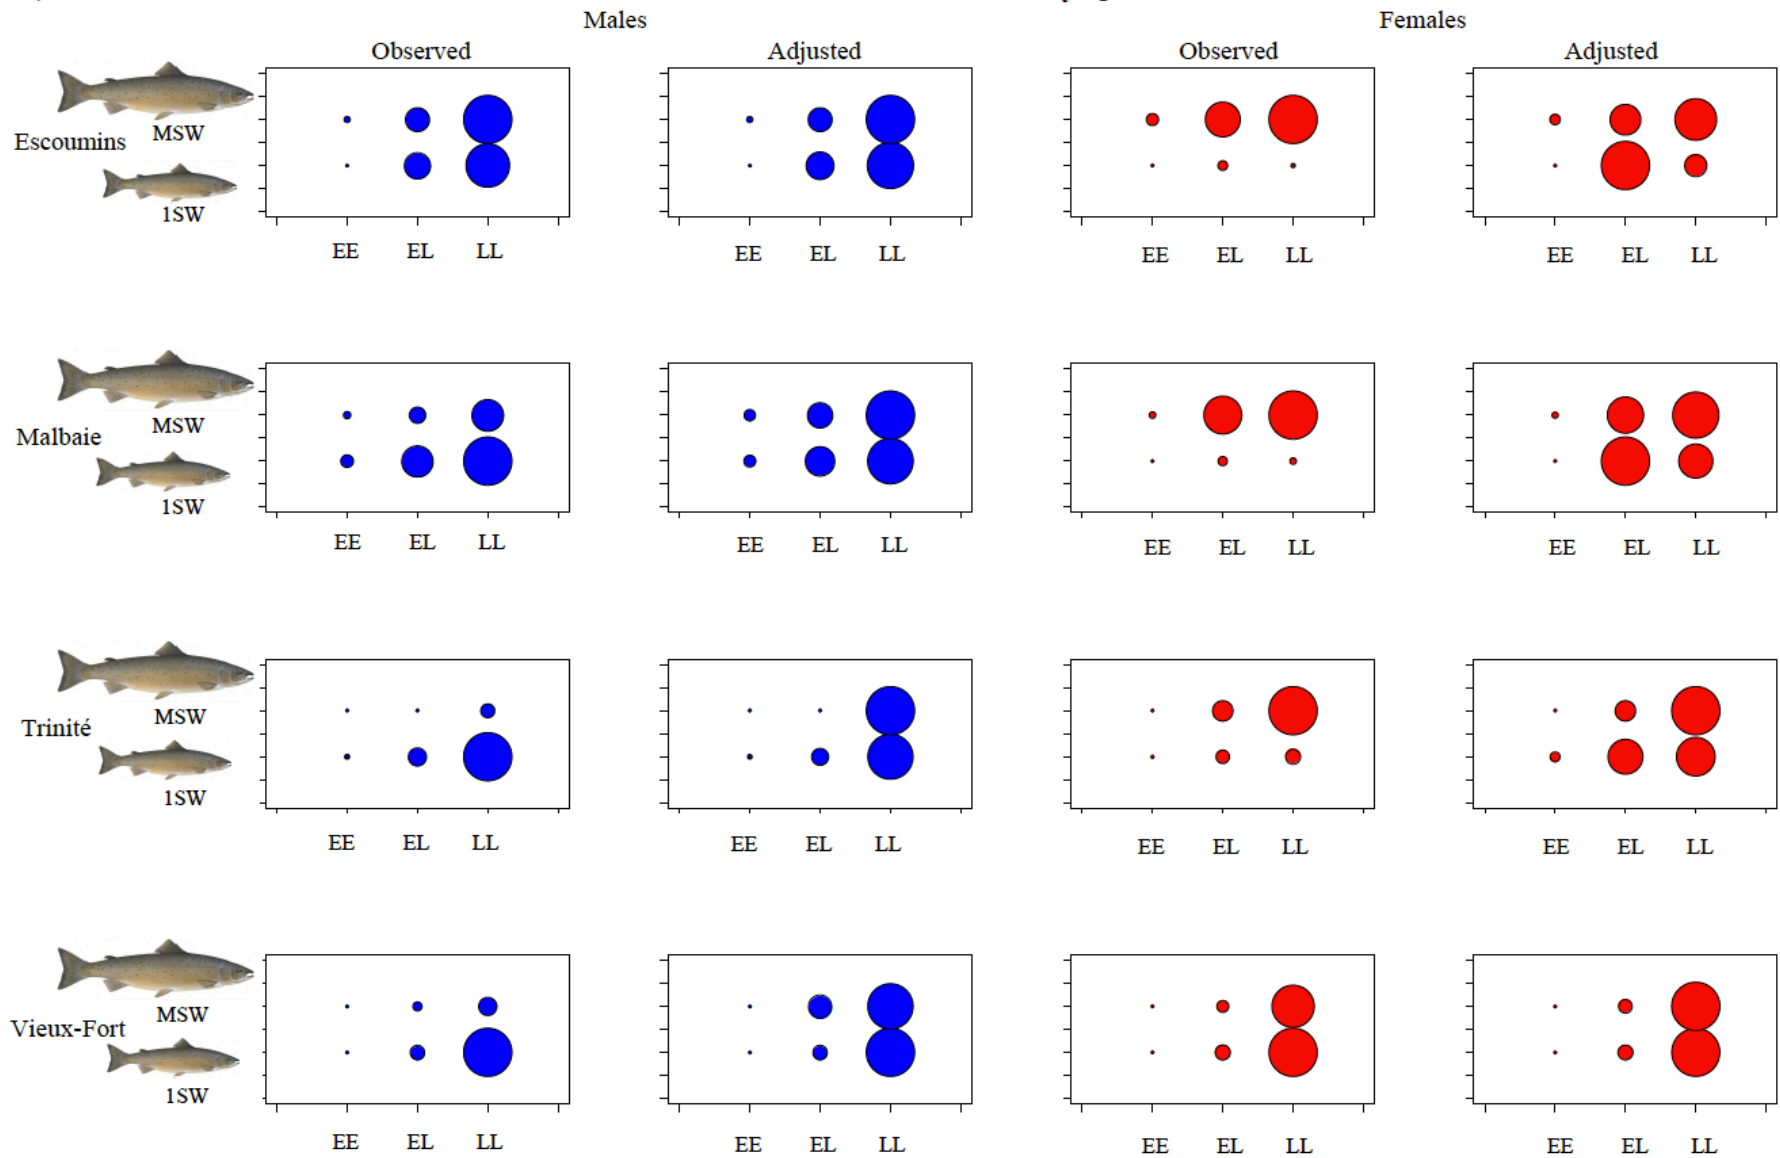 Males Females
Observed Adjusted Observed Adjusted
Escoumins
MSW
1SW
EE EL LL EE EL LL EE EL LL EE EL LL
Malbaie
MSW
1SW
EE EL LL EE EL LL EE EL LL EE EL LL
Trinité
MSW
1SW
EE EL LL EE EL LL EE EL LL EE EL LL
Vieux-Fort
MSW
1SW
EE EL LL EE EL LL EE EL LL EE EL LL